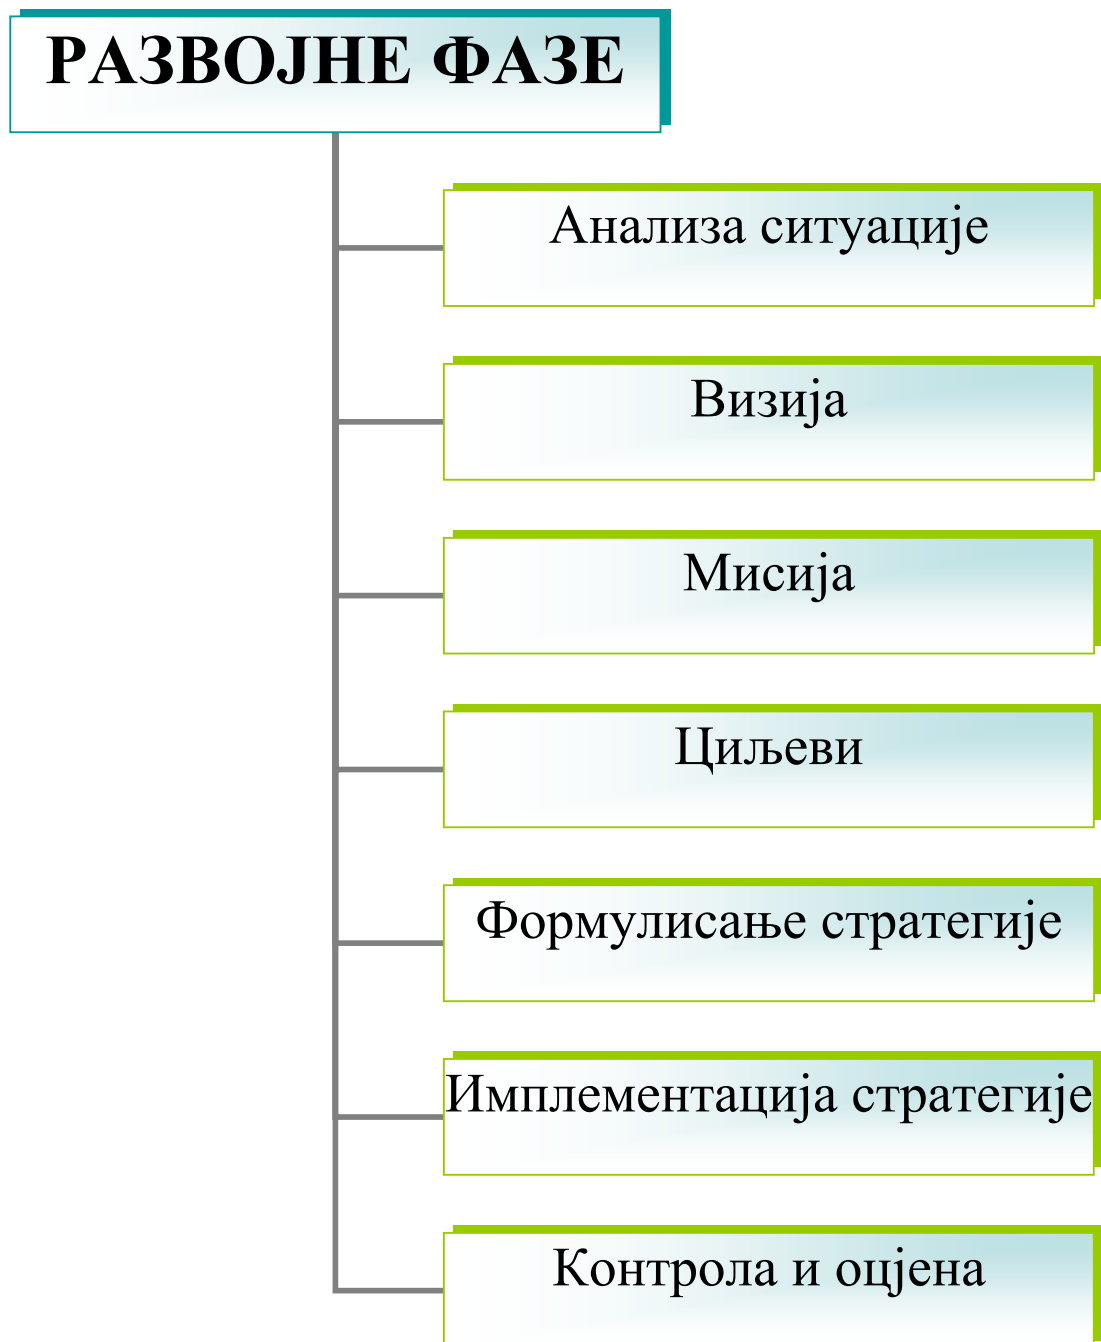 РАЗВОЈНЕ ФАЗЕ
Анализа ситуације
Визија
Мисија
Циљеви
Формулисање стратегије
Имплементација стратегије
Контрола и оцјена